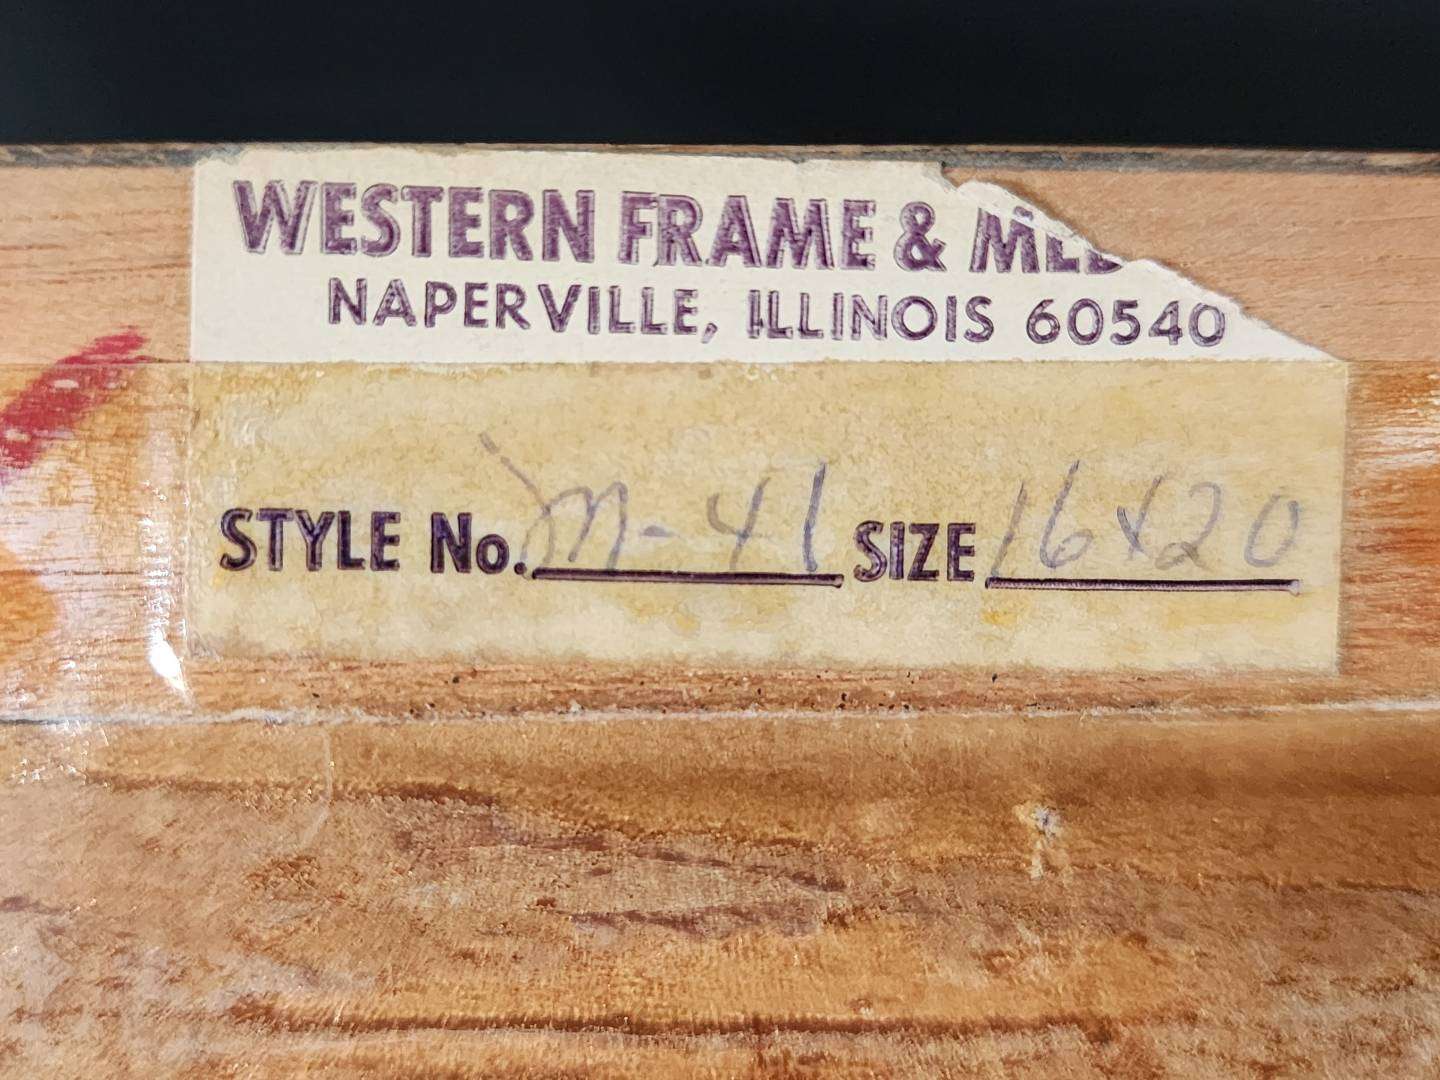 WESTERN FRAME &
NAPERVILLE, ILLINOIS 60540
STYLE No. M-41 SIZE 16x20